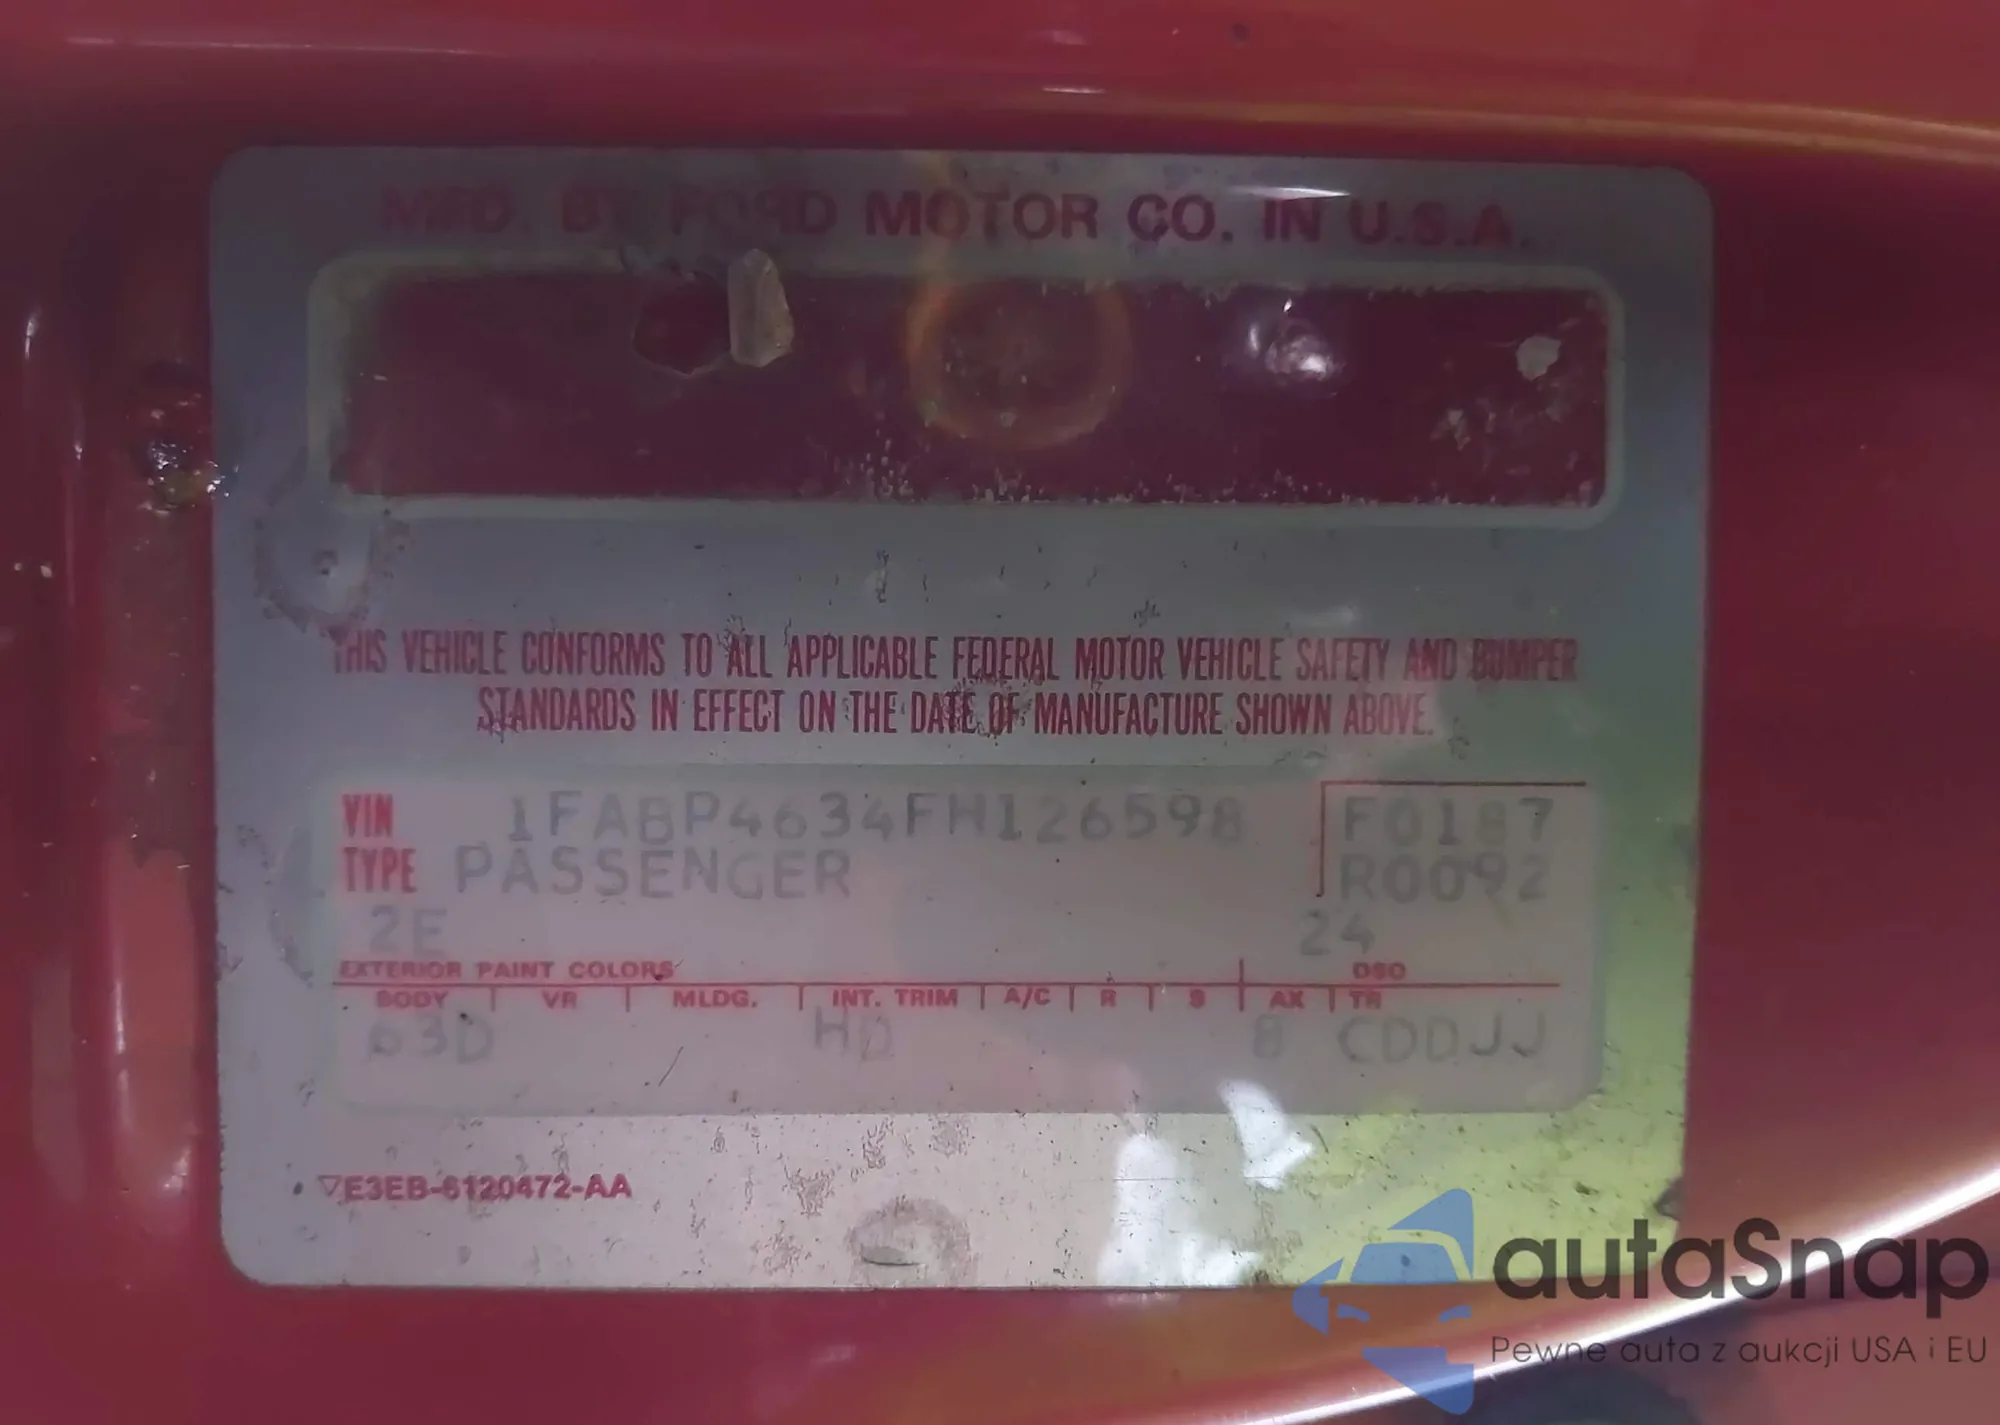 MFD. BY FORD MOTOR CO. IN U.S.A.
THIS VEHICLE CONFORMS TO ALL APPLICABLE FEDERAL MOTOR VEHICLE SAFETY AND BUMPER
STANDARDS IN EFFECT ON THE DATE OF MANUFACTURE SHOWN ABOVE.
VIN 1FABP4634FH126598 F0187
TYPE PASSENGER R0092
2E 24
EXTERIOR PAINT COLORS DSO
BODY VR MLDG. INT. TRIM A/C R S AX TR
63D HD 8 CDDJJ
▽E3EB-6120472-AA
autaSnap
Pewne auta z aukcji USA i EU